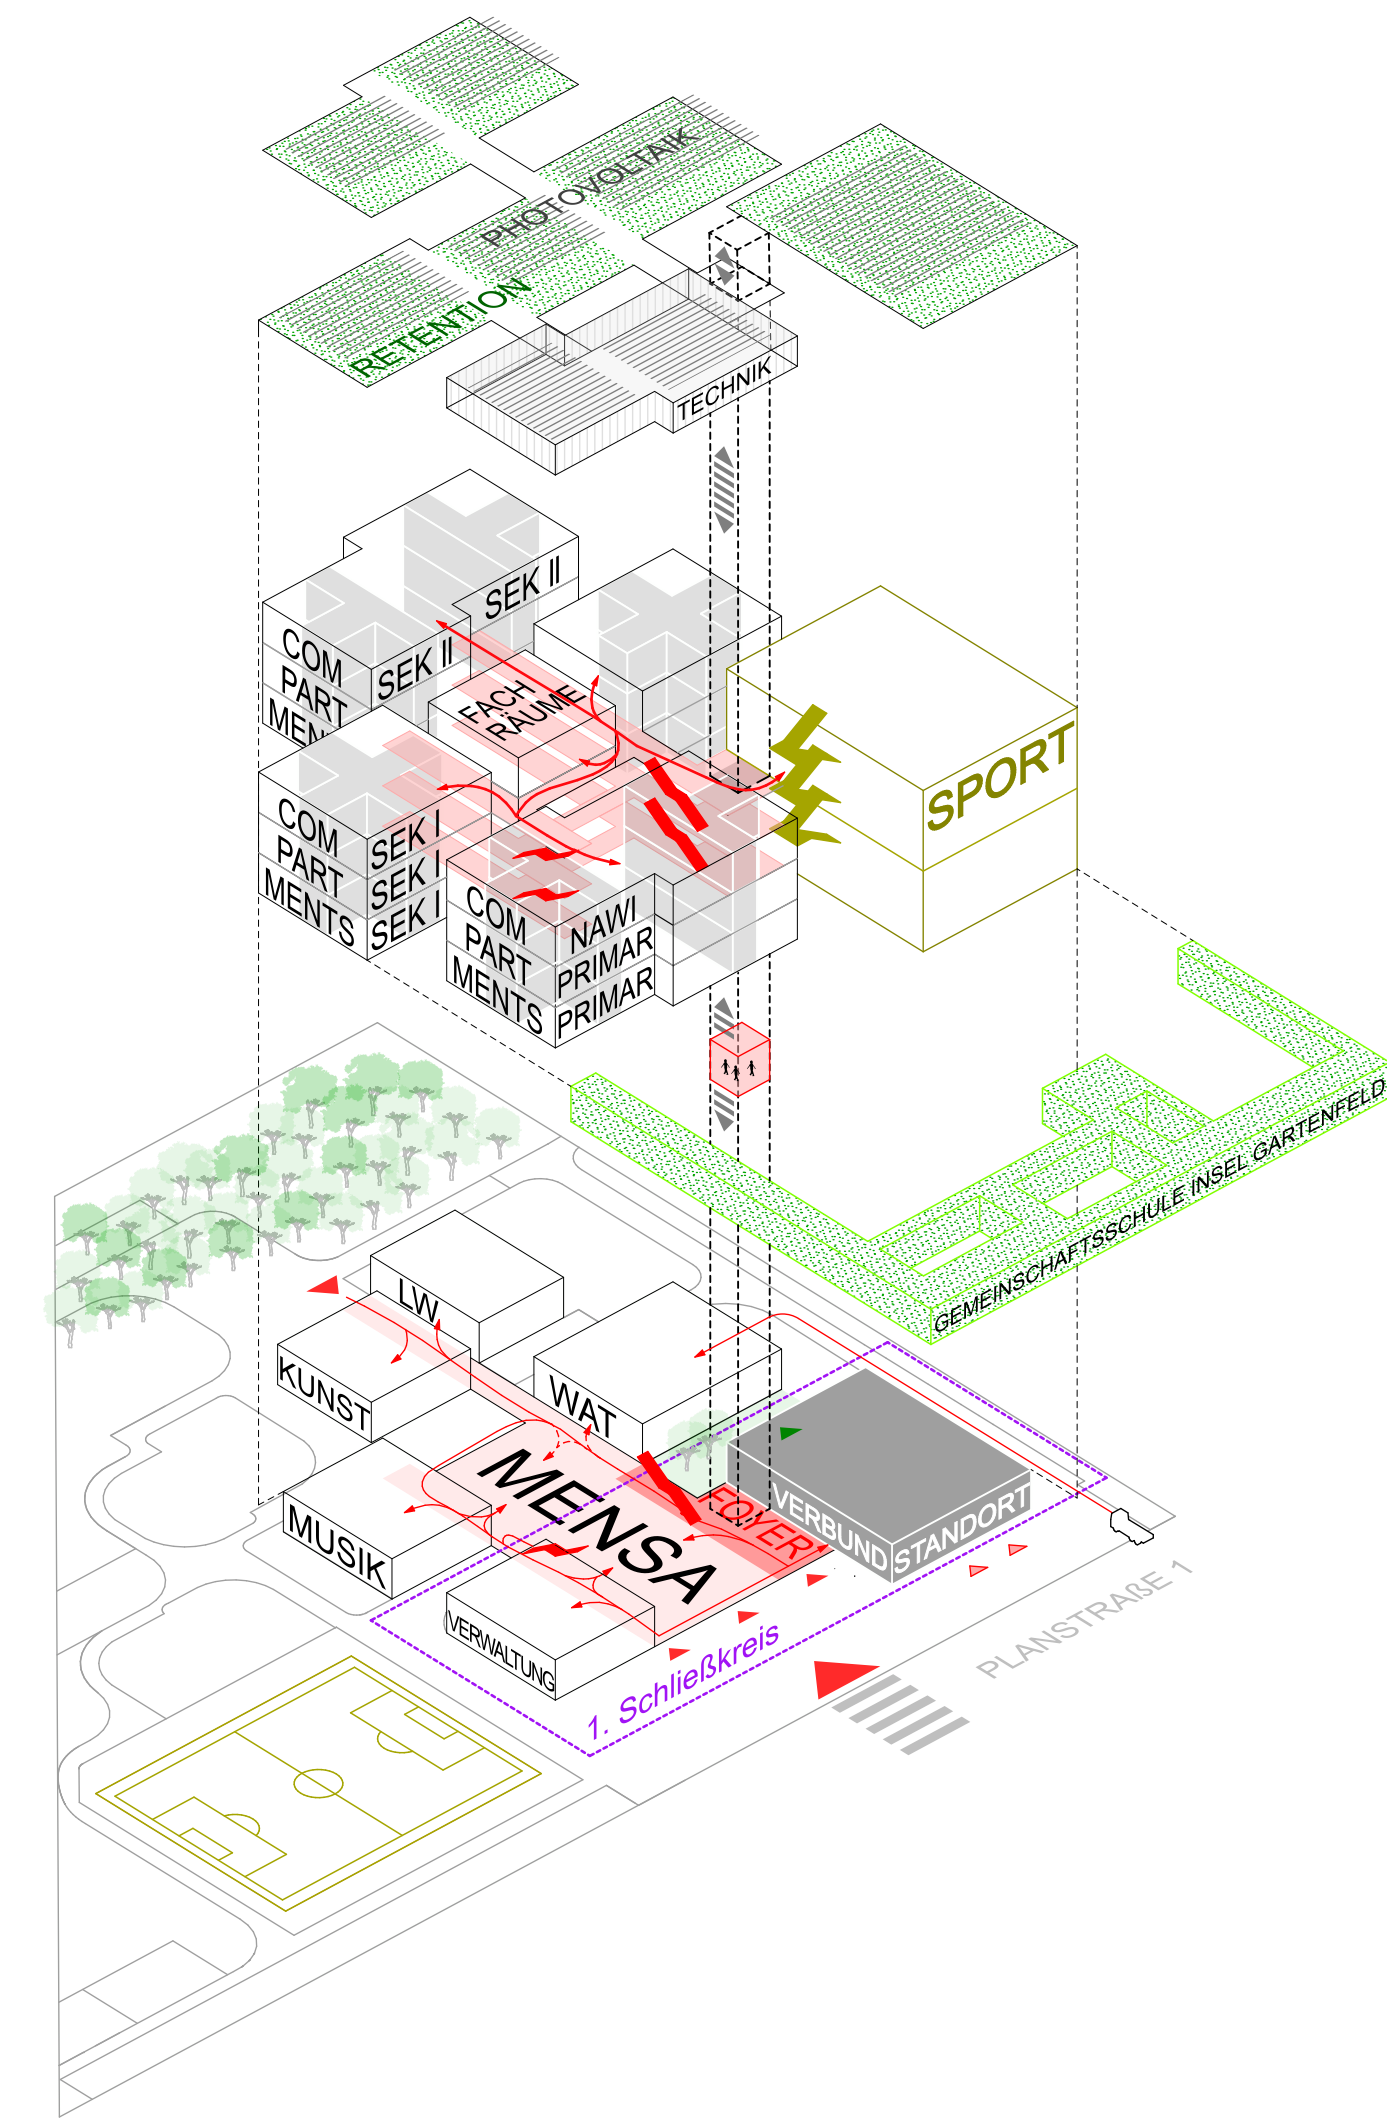 PHOTOVOLTAIK
RETENTION
TECHNIK
SEK II
COM
PART
MEN
SEK II
FACH
RÄUME
SPORT
COM
PART
MENTS
SEK I
SEK I
SEK I
COM
PART
MENTS
NAWI
PRIMAR
PRIMAR
GEMEINSCHAFTSSCHULE INSEL GARTENFELD
LW
KUNST
WAT
MUSIK
MENSA
FOYER
VERBUND
STANDORT
VERWALTUNG
1. Schließkreis
PLANSTRAßE 1